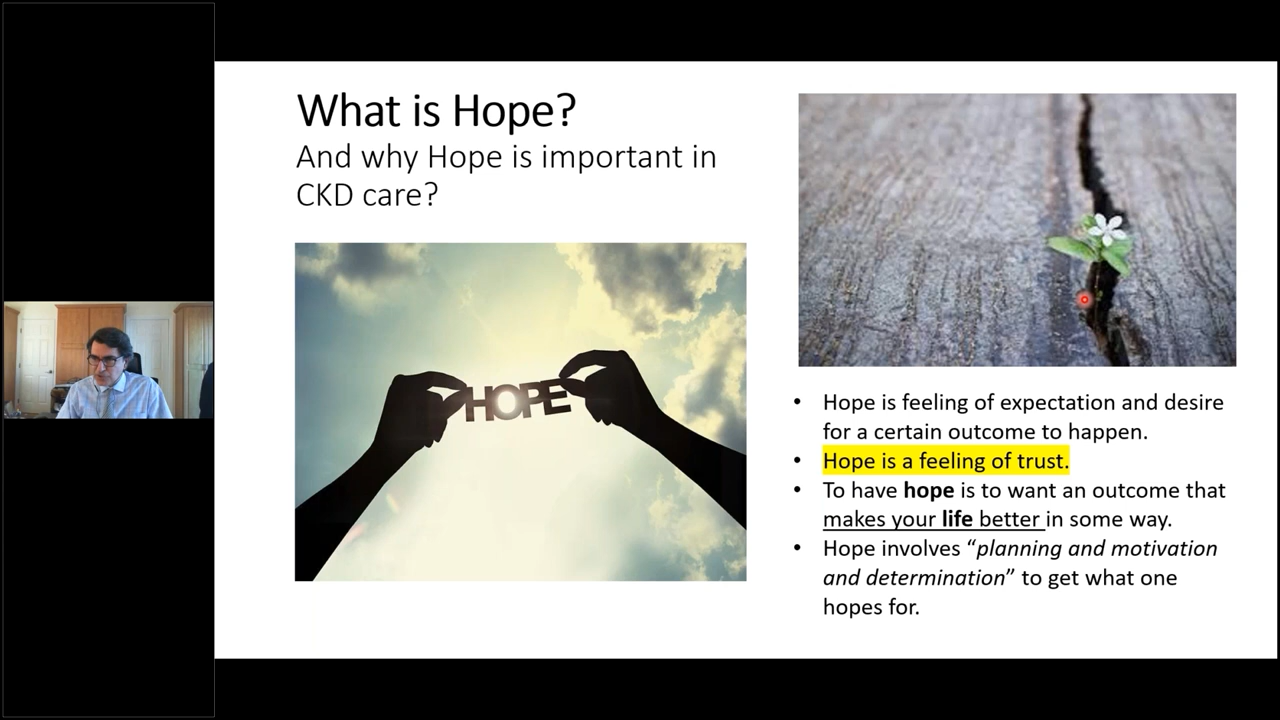 What is Hope?
And why Hope is important in
CKD care?
HOPE
• Hope is feeling of expectation and desire
for a certain outcome to happen.
• Hope is a feeling of trust.
• To have hope is to want an outcome that
makes your life better in some way.
• Hope involves “planning and motivation
and determination” to get what one
hopes for.